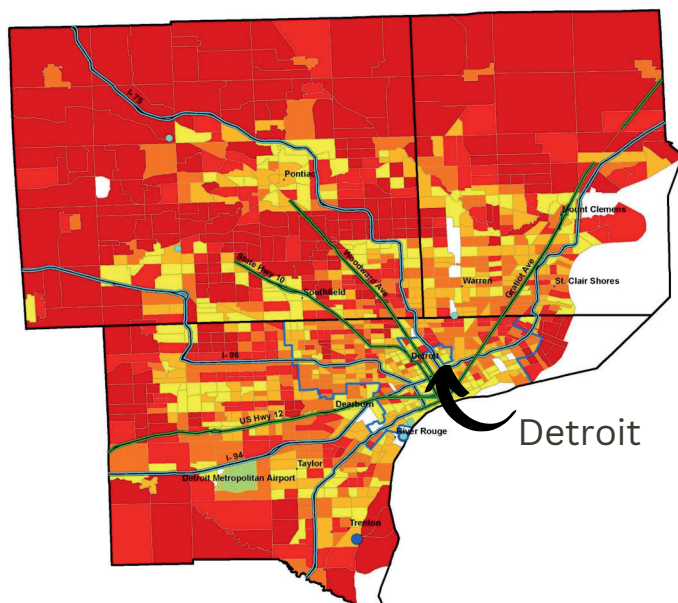 I-75
Pontiac
Mount Clemens
Woodward Ave
State Hwy 10
Gratiot Ave
Southfield
Warren
St. Clair Shores
I-96
Detroit
Dearborn
US Hwy 12
River Rouge
Detroit
I-94
Taylor
Detroit Metropolitan Airport
Trenton